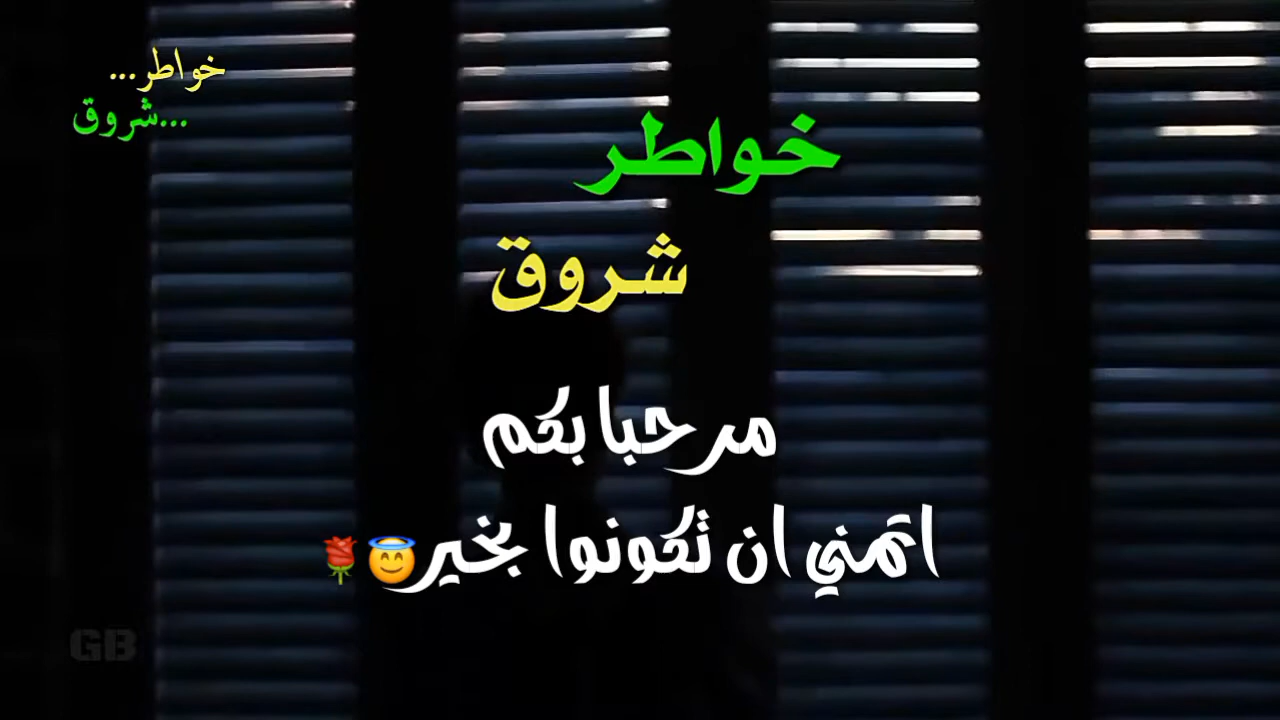 خواطر...
...شروق
خواطر
شروق
مرحبا بكم
اتمني ان تكونوا بخير😇🌹
GB